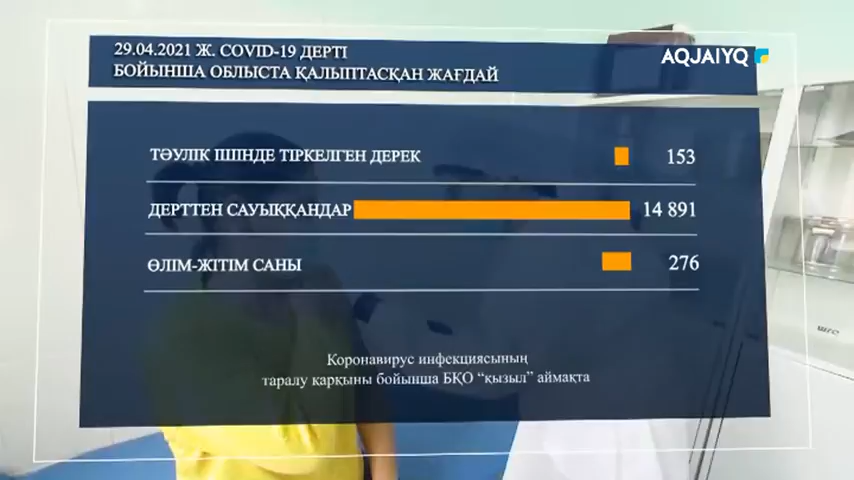 29.04.2021 Ж. COVID-19 ДЕРТІ
БОЙЫНША ОБЛЫСТА ҚАЛЫПТАСҚАН ЖАҒДАЙ
AQJAIYQ
ТӘУЛІК ІШІНДЕ ТІРКЕЛГЕН ДЕРЕК 153
ДЕРТТЕН САУЫҚҚАНДАР 14 891
ӨЛІМ-ЖІТІМ САНЫ 276
Коронавирус инфекциясының
таралу қарқыны бойынша БҚО “қызыл” аймақта